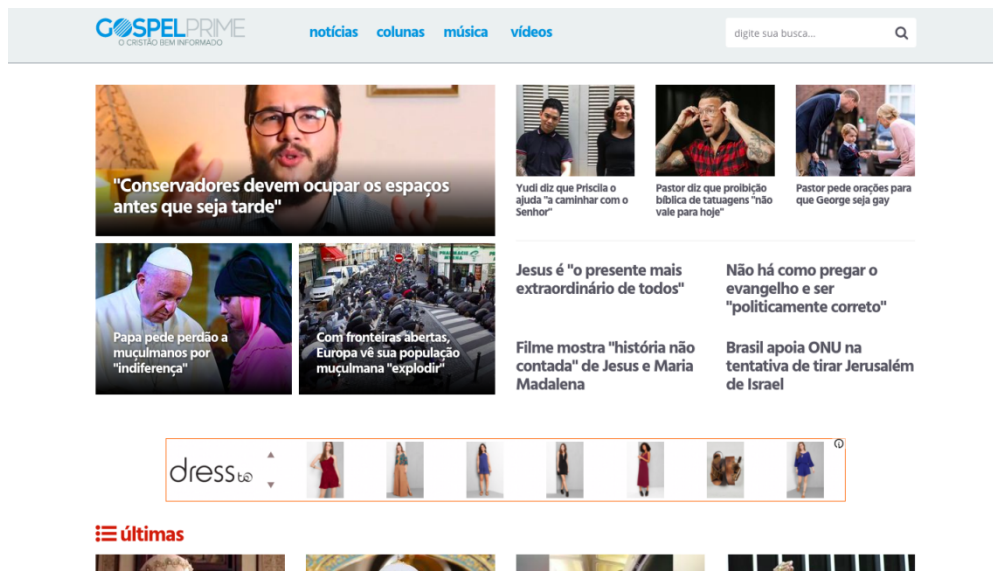 GOSPELPRIME
O CRISTÃO BEM INFORMADO
notícias colunas música vídeos
digite sua busca...
"Conservadores devem ocupar os espaços
antes que seja tarde"
Yudi diz que Priscila o
ajuda "a caminhar com o
Senhor"
Pastor diz que proibição
bíblica de tatuagens "não
vale para hoje"
Pastor pede orações para
que George seja gay
Papa pede perdão a
muçulmanos por
"indiferença"
Com fronteiras abertas,
Europa vê sua população
muçulmana "explodir"
Jesus é "o presente mais
extraordinário de todos"
Não há como pregar o
evangelho e ser
"politicamente correto"
Filme mostra "história não
contada" de Jesus e Maria
Madalena
Brasil apoia ONU na
tentativa de tirar Jerusalém
de Israel
dress to
últimas